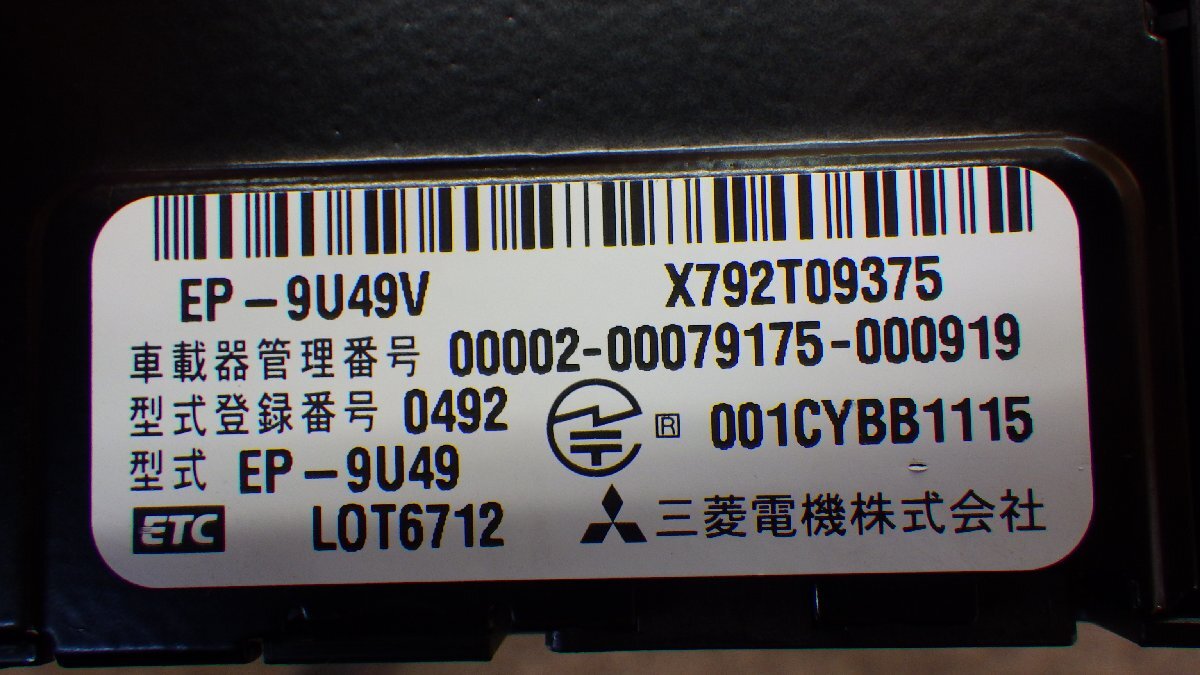 EP-9U49V X792T09375
車載器管理番号 00002-00079175-000919
型式登録番号 0492 R 001CYBB1115
型式 EP-9U49
ETC LOT6712 三菱電機株式会社